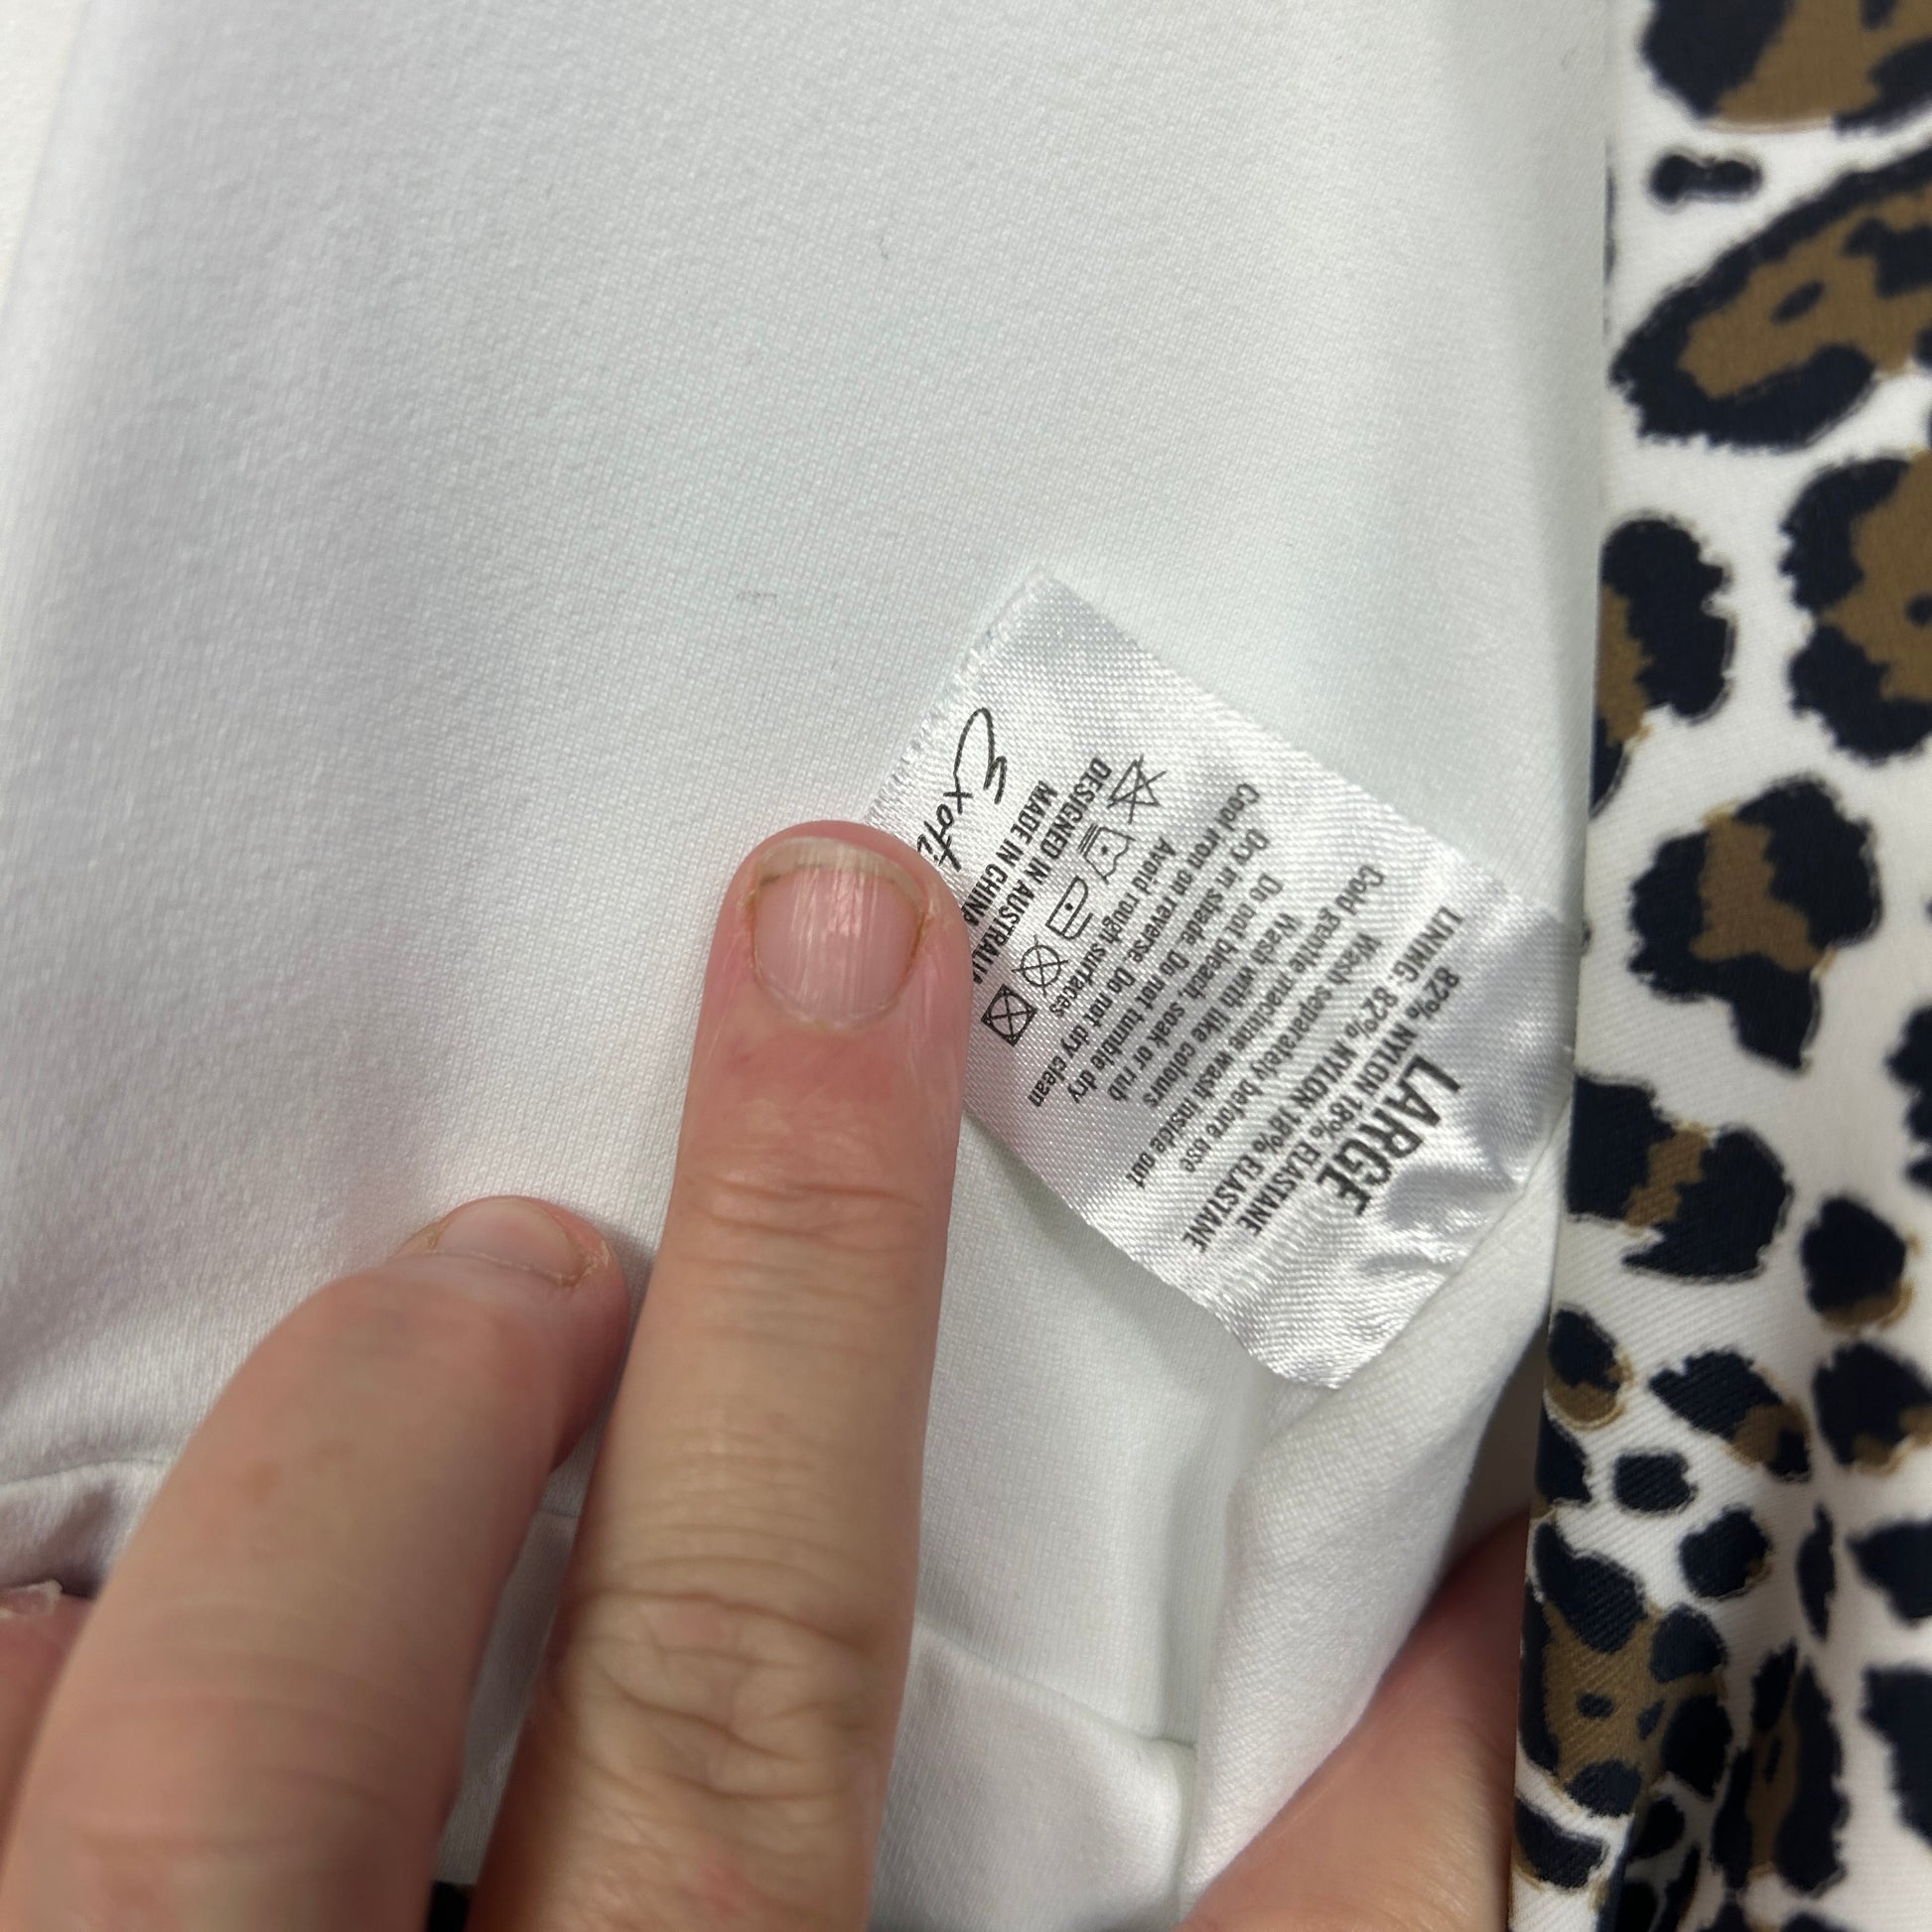 LARGE
82% NYLON 18% ELASTANE
LINING: 82% NYLON 18% ELASTANE
Wash separately before use
Cold gentle machine wash inside out
Wash with like colours
Do not bleach, soak or rub
Dry in shade. Do not tumble dry
Cool iron on reverse. Do not dry clean
Avoid rough surfaces
DESIGNED IN AUSTRALIA
MADE IN CHINA